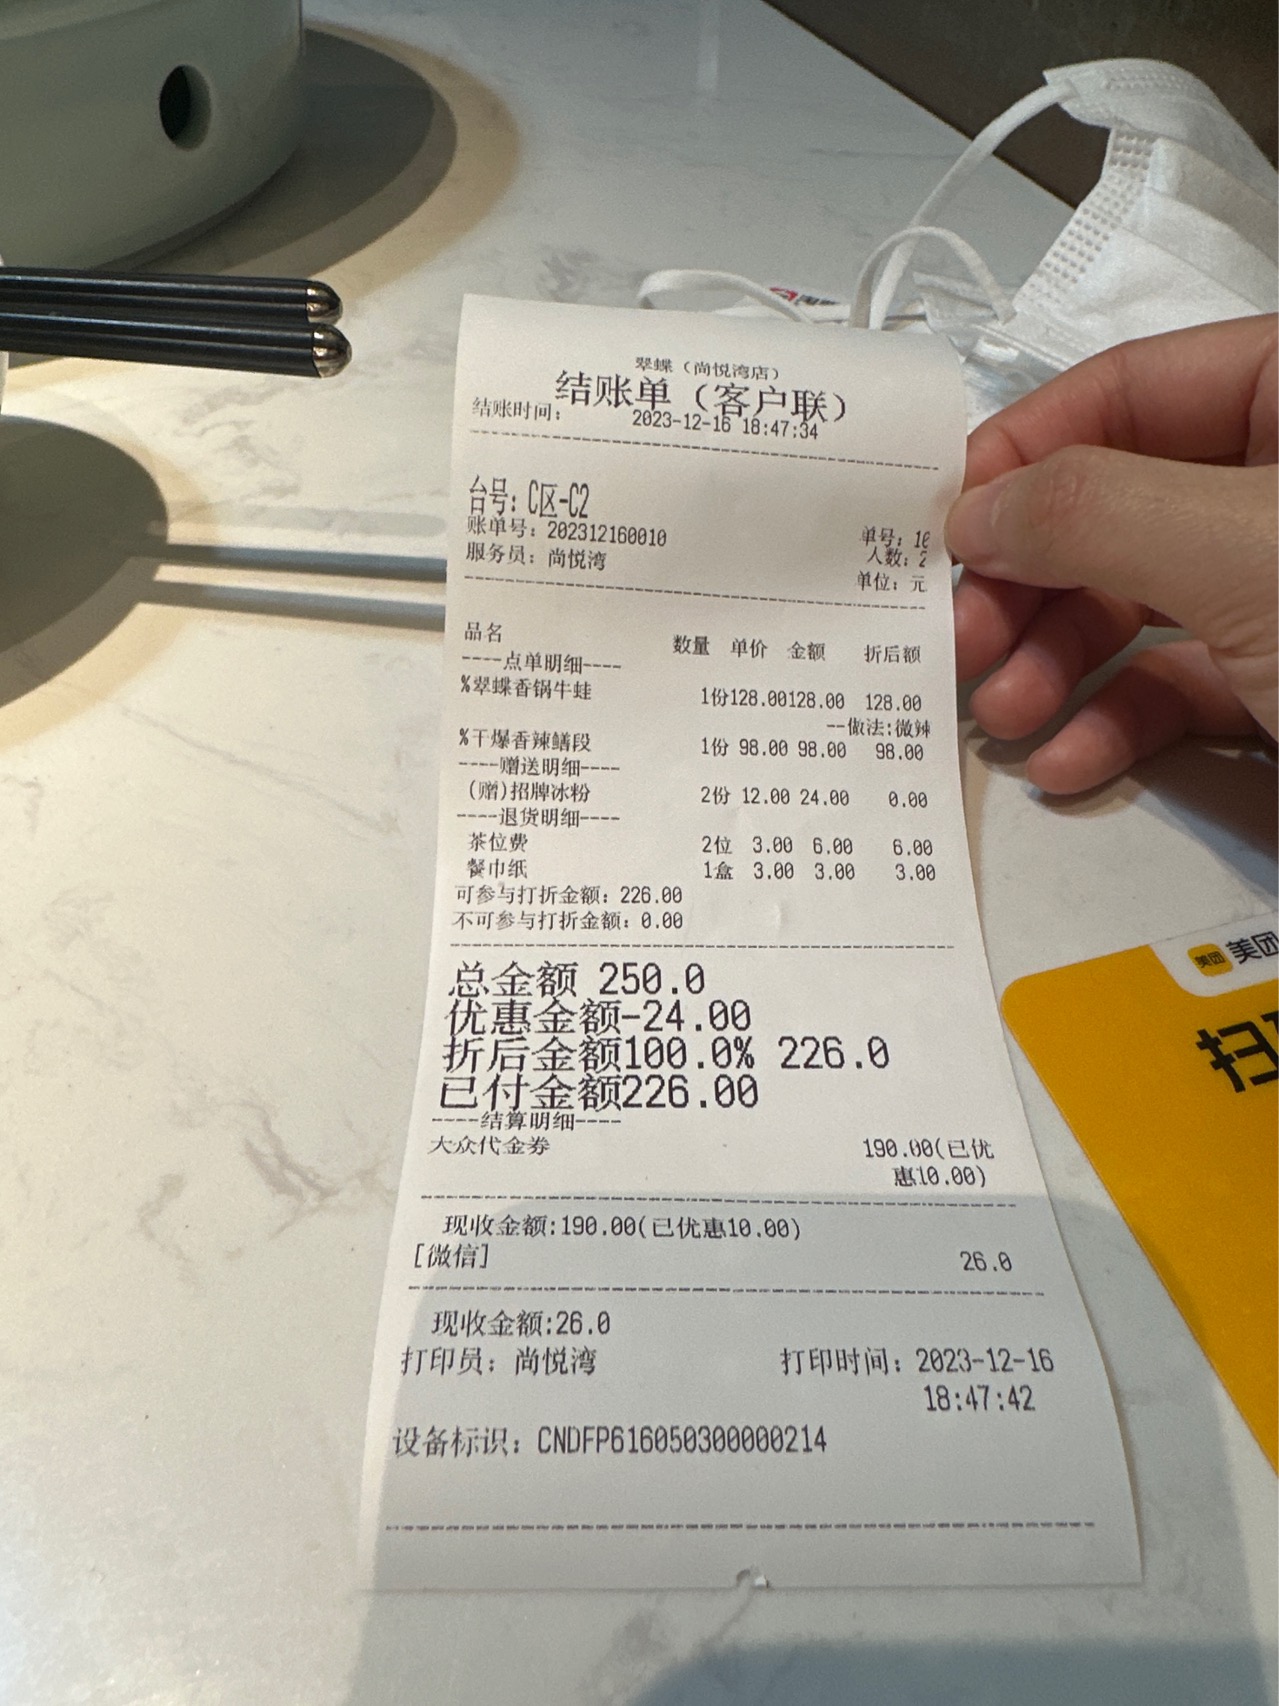 翠蝶（尚悦湾店）
结账单（客户联）
结账时间： 2023-12-16 18:47:34
台号：C区-C2
账单号：202312160010 单号：10
服务员：尚悦湾 人数：2
单位：元
品名 数量 单价 金额 折后额
----点单明细----
%翠蝶香锅牛蛙 1份128.00128.00 128.00
--做法:微辣
%干爆香辣鳝段 1份 98.00 98.00 98.00
----赠送明细----
(赠)招牌冰粉 2份 12.00 24.00 0.00
----退货明细----
茶位费 2位 3.00 6.00 6.00
餐巾纸 1盒 3.00 3.00 3.00
可参与打折金额：226.00
不可参与打折金额：0.00
总金额 250.0
优惠金额-24.00
折后金额100.0% 226.0
已付金额226.00
----结算明细----
大众代金券 190.00(已优
惠10.00)
现收金额:190.00(已优惠10.00)
[微信] 26.0
现收金额:26.0
打印员：尚悦湾 打印时间：2023-12-16
18:47:42
设备标识：CNDFP616050300000214
美团 美团
扫